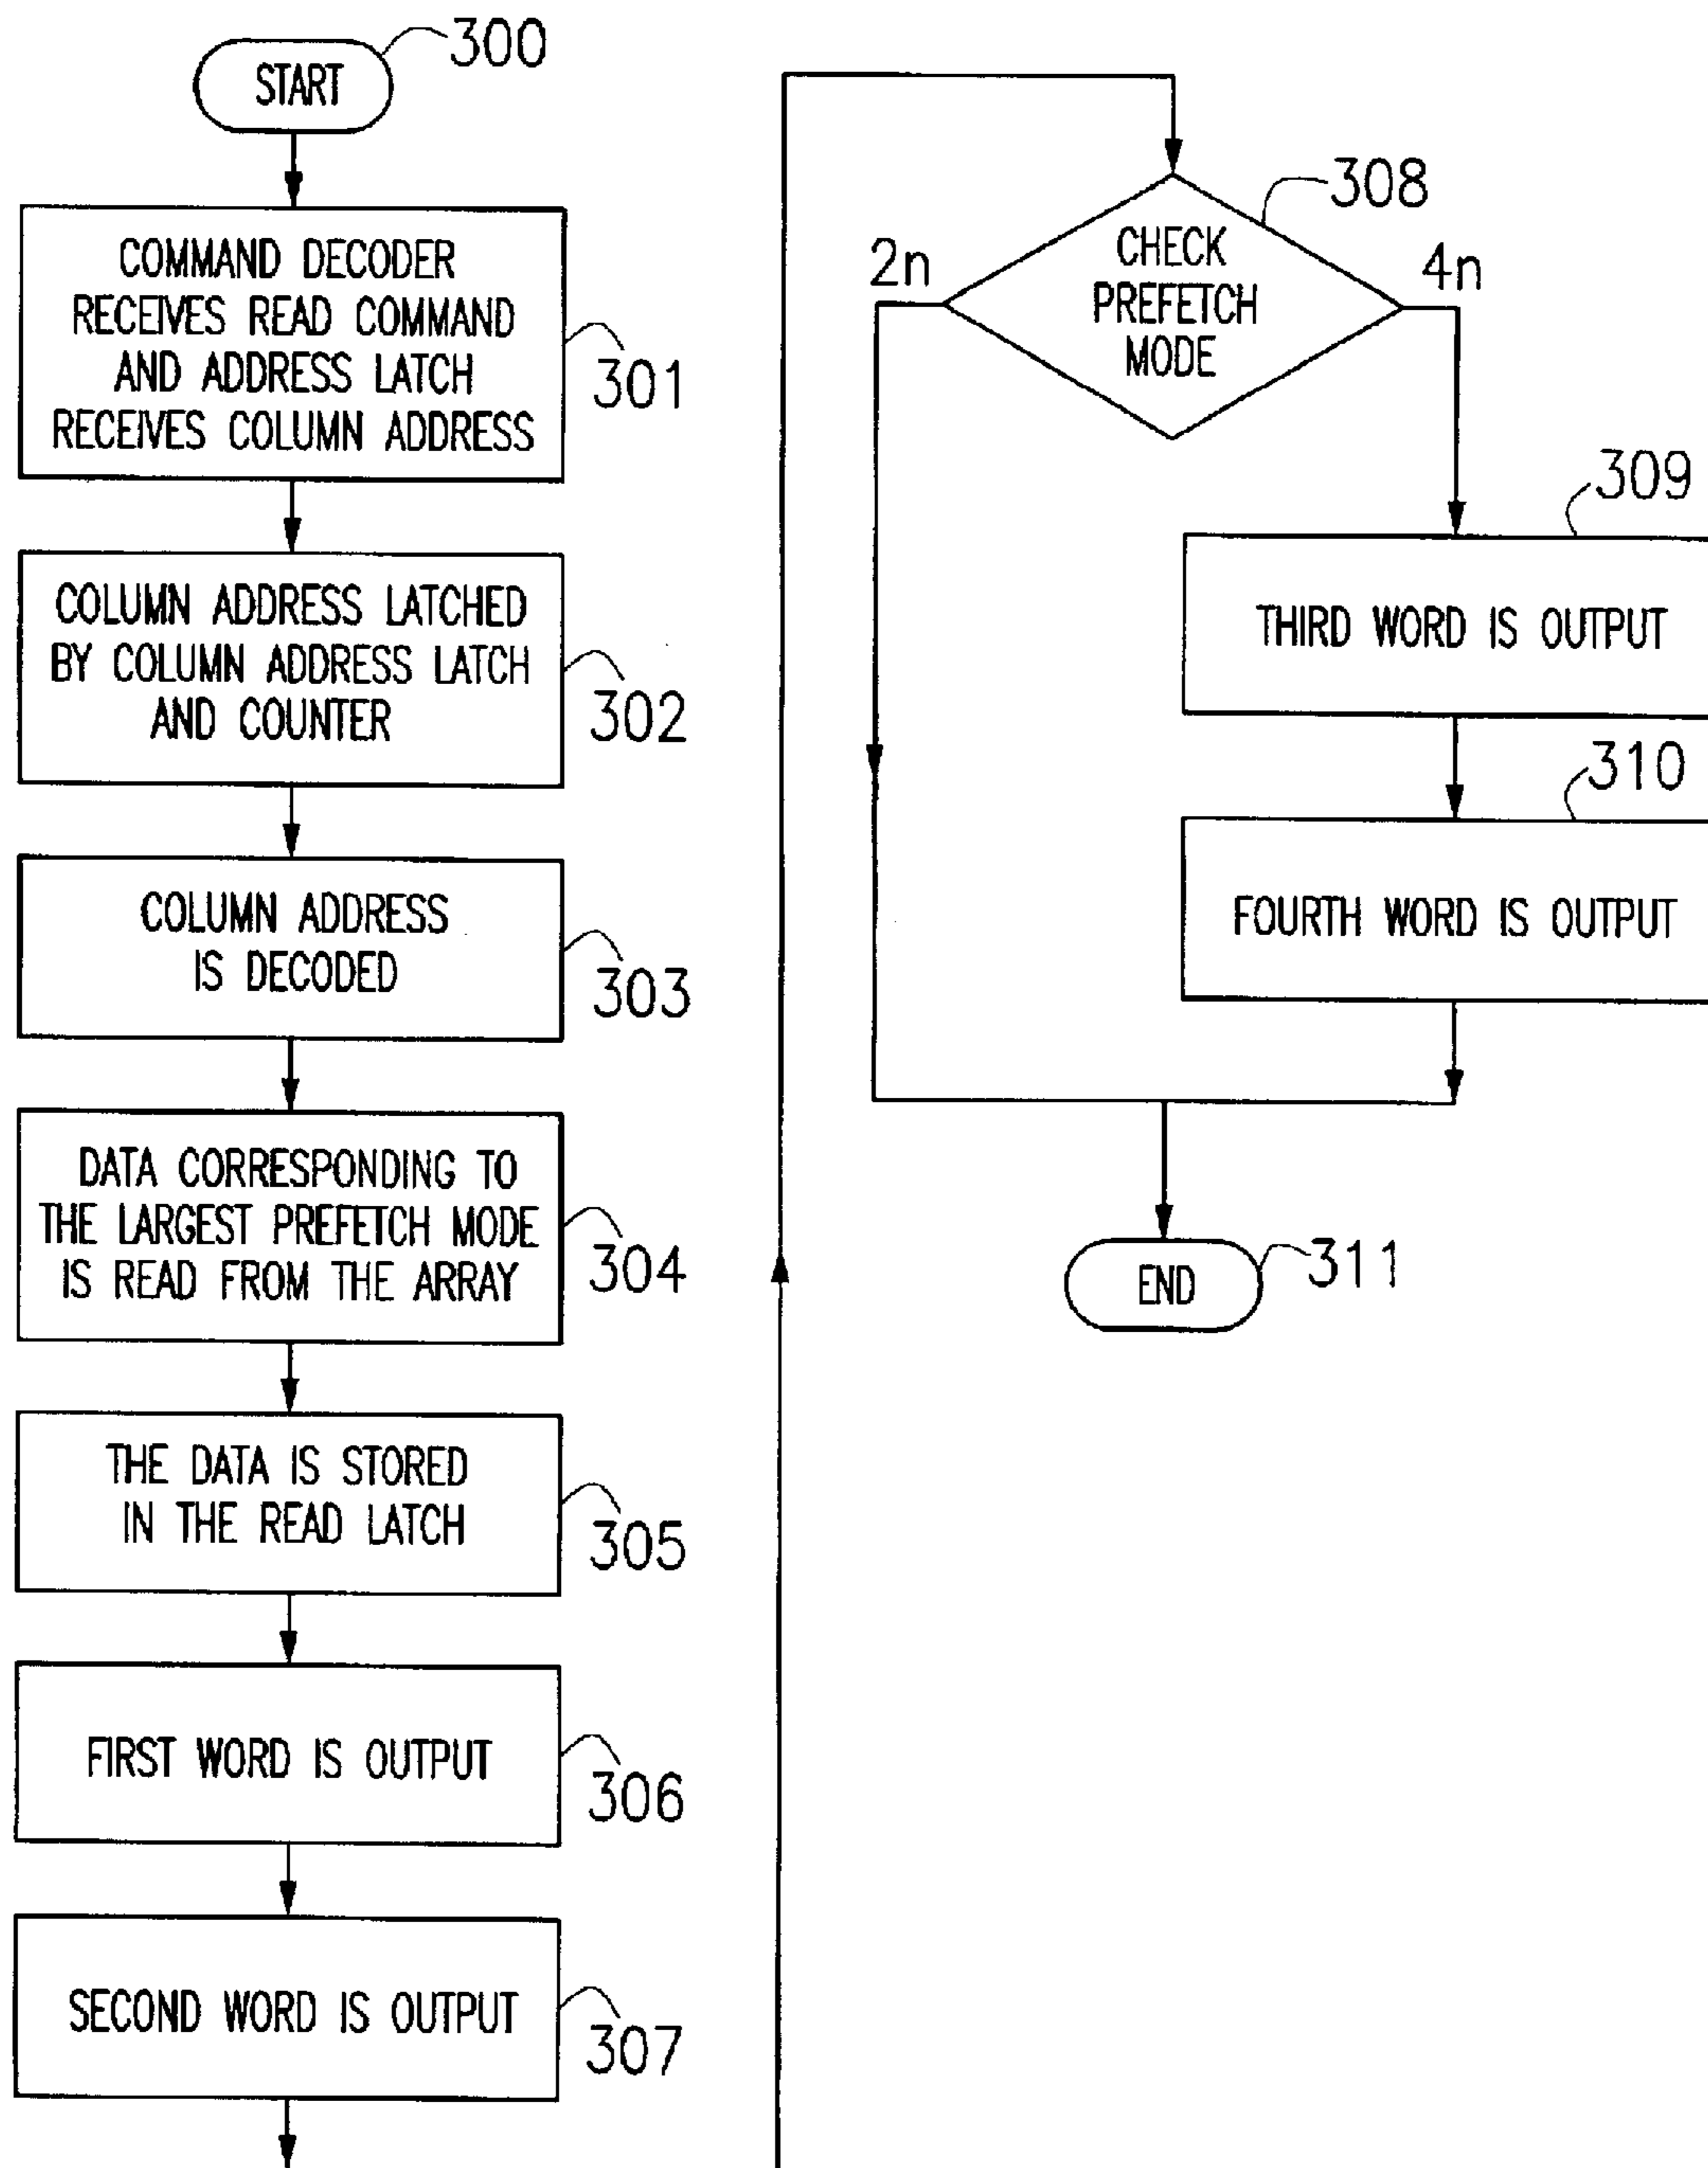 300
START
COMMAND DECODER
RECEIVES READ COMMAND
AND ADDRESS LATCH
RECEIVES COLUMN ADDRESS
301
COLUMN ADDRESS LATCHED
BY COLUMN ADDRESS LATCH
AND COUNTER
302
COLUMN ADDRESS
IS DECODED
303
DATA CORRESPONDING TO
THE LARGEST PREFETCH MODE
IS READ FROM THE ARRAY
304
THE DATA IS STORED
IN THE READ LATCH
305
FIRST WORD IS OUTPUT
306
SECOND WORD IS OUTPUT
307
308
CHECK
PREFETCH
MODE
2n
4n
309
THIRD WORD IS OUTPUT
310
FOURTH WORD IS OUTPUT
END
311